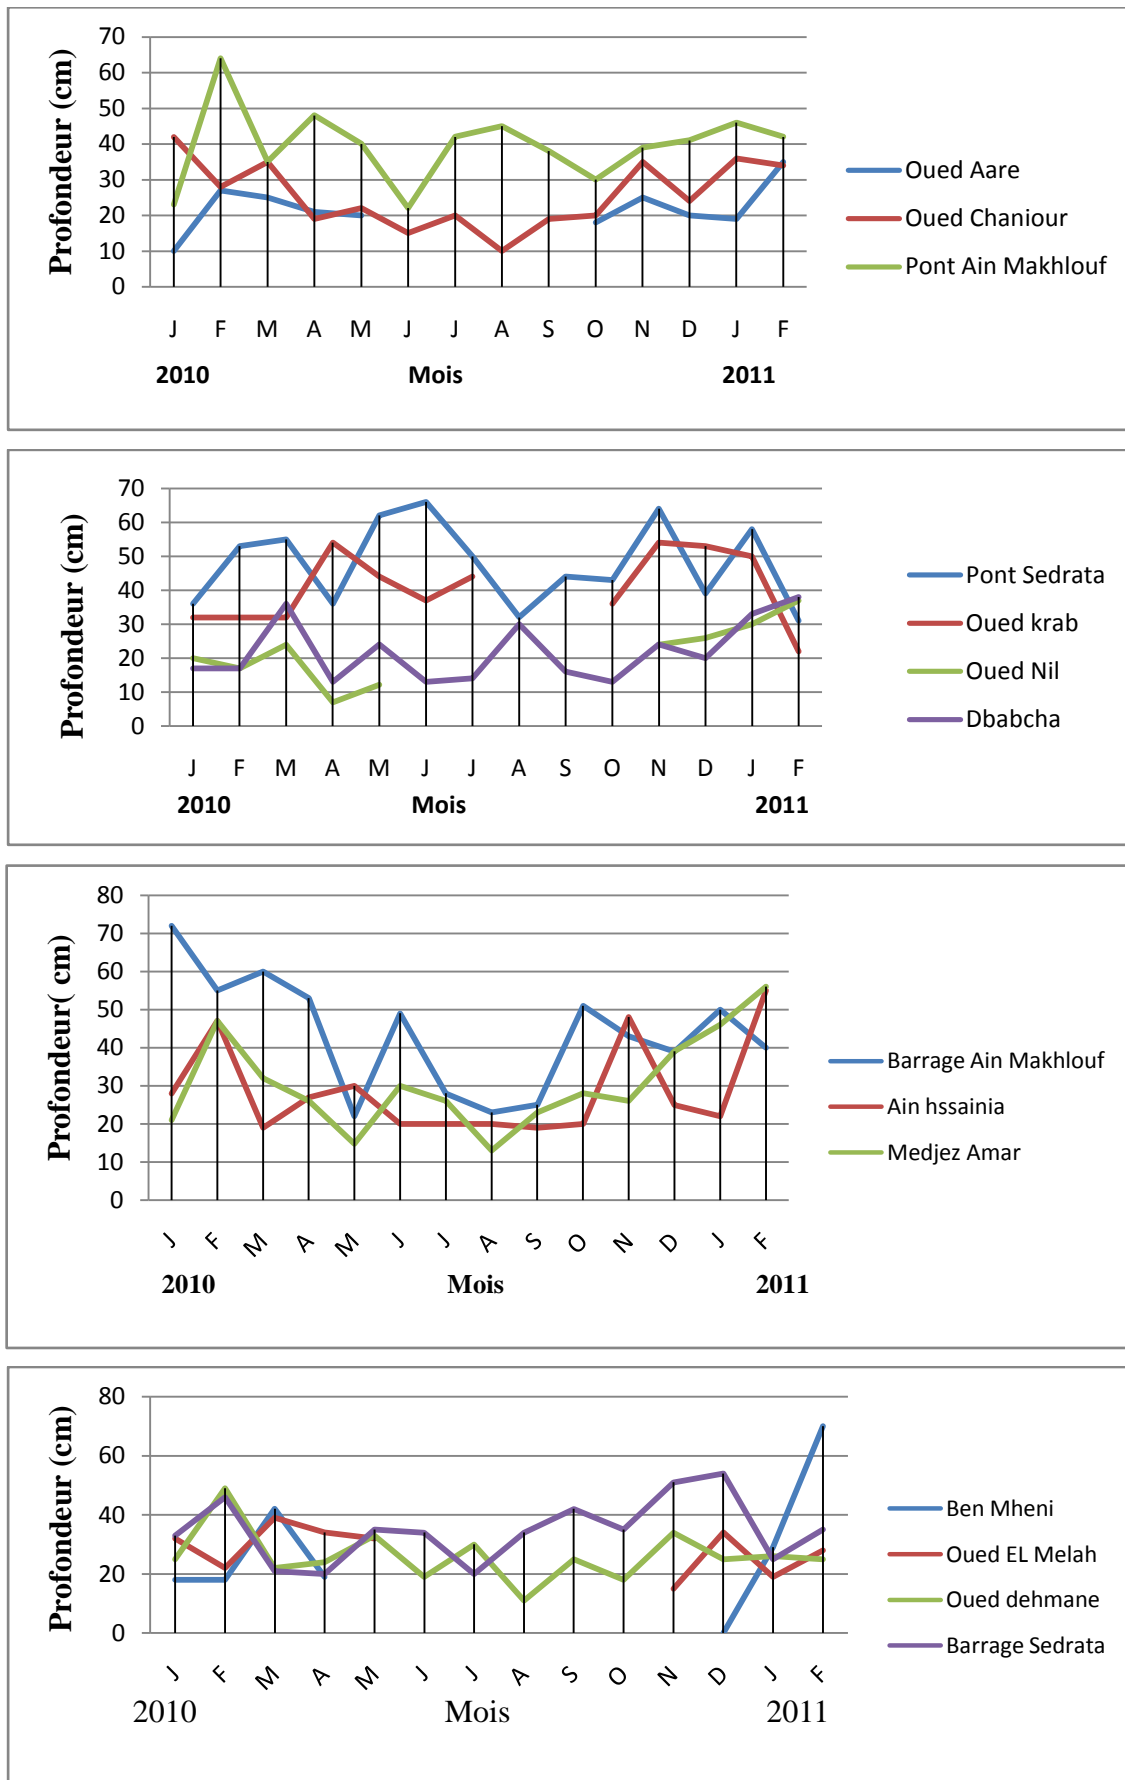 Profondeur (cm)
70
60
50
40
30
20
10
0
J F M A M J J A S O N D J F
2010 Mois 2011
Oued Aare
Oued Chaniour
Pont Ain Makhlouf
Profondeur (cm)
70
60
50
40
30
20
10
0
J F M A M J J A S O N D J F
2010 Mois 2011
Pont Sedrata
Oued krab
Oued Nil
Dbabcha
Profondeur( cm)
80
70
60
50
40
30
20
10
0
J F M A M J J A S O N D J F
2010 Mois 2011
Barrage Ain Makhlouf
Ain hssainia
Medjez Amar
Profondeur (cm)
80
60
40
20
0
J F M A M J J A S O N D J F
2010 Mois 2011
Ben Mheni
Oued EL Melah
Oued dehmane
Barrage Sedrata